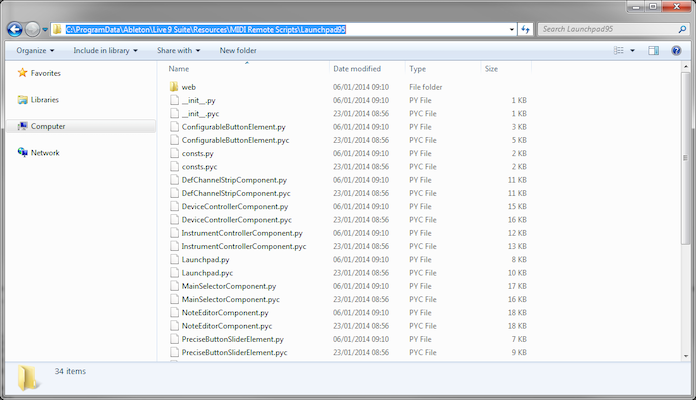 C:\ProgramData\Ableton\Live 9 Suite\Resources\MIDI Remote Scripts\Launchpad95 Search Launchpad95
Organize Include in library Share with New folder
Name Date modified Type Size
Favorites
Libraries
Computer
Network
web 06/01/2014 09:10 File folder
__init__.py 06/01/2014 09:10 PY File 1 KB
__init__.pyc 23/01/2014 08:56 PYC File 1 KB
ConfigurableButtonElement.py 06/01/2014 09:10 PY File 3 KB
ConfigurableButtonElement.pyc 23/01/2014 08:56 PYC File 5 KB
consts.py 06/01/2014 09:10 PY File 2 KB
consts.pyc 23/01/2014 08:56 PYC File 2 KB
DefChannelStripComponent.py 06/01/2014 09:10 PY File 11 KB
DefChannelStripComponent.pyc 23/01/2014 08:56 PYC File 11 KB
DeviceControllerComponent.py 06/01/2014 09:10 PY File 15 KB
DeviceControllerComponent.pyc 23/01/2014 08:56 PYC File 16 KB
InstrumentControllerComponent.py 06/01/2014 09:10 PY File 12 KB
InstrumentControllerComponent.pyc 23/01/2014 08:56 PYC File 13 KB
Launchpad.py 06/01/2014 09:10 PY File 8 KB
Launchpad.pyc 23/01/2014 08:56 PYC File 10 KB
MainSelectorComponent.py 06/01/2014 09:10 PY File 17 KB
MainSelectorComponent.pyc 23/01/2014 08:56 PYC File 16 KB
NoteEditorComponent.py 06/01/2014 09:10 PY File 18 KB
NoteEditorComponent.pyc 23/01/2014 08:56 PYC File 18 KB
PreciseButtonSliderElement.py 06/01/2014 09:10 PY File 7 KB
PreciseButtonSliderElement.pyc 23/01/2014 08:56 PYC File 9 KB
34 items